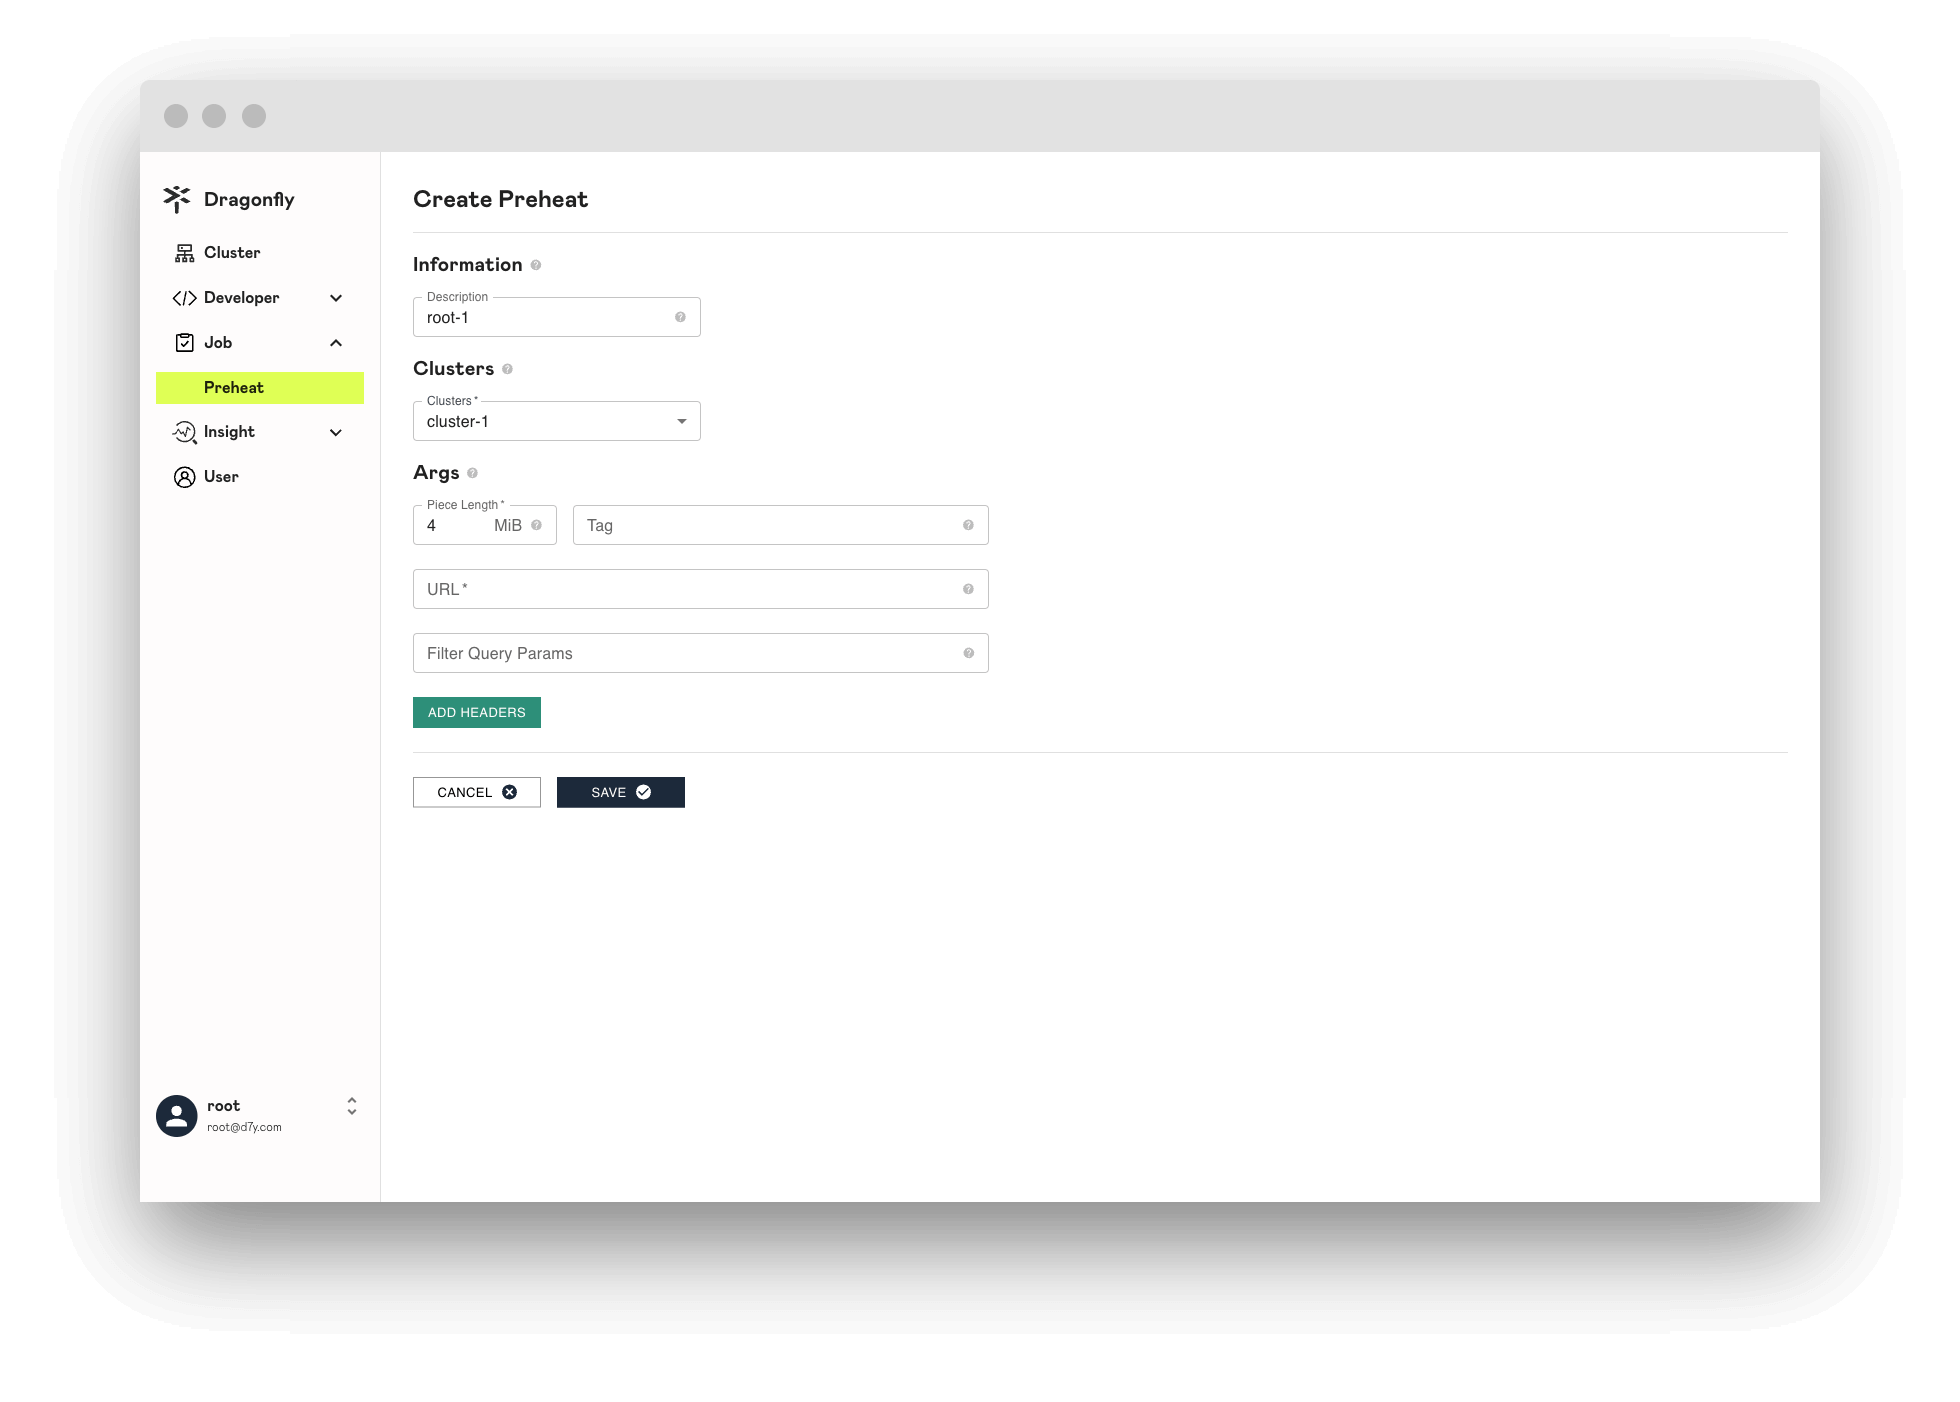 Dragonfly
Cluster
Developer
Job
Preheat
Insight
User
root
root@d7y.com
Create Preheat
Information
Description
root-1
Clusters
Clusters *
cluster-1
Args
Piece Length *
4 MiB
Tag
URL *
Filter Query Params
ADD HEADERS
CANCEL
SAVE